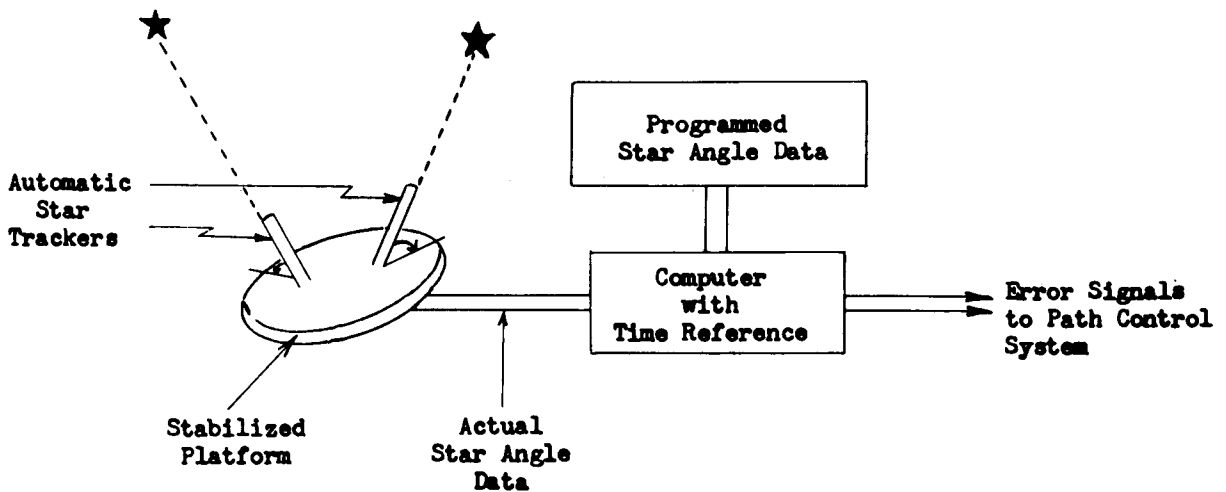 Programmed
Star Angle Data
Automatic
Star
Trackers
Computer
with
Time Reference
Error Signals
to Path Control
System
Stabilized
Platform
Actual
Star Angle
Data